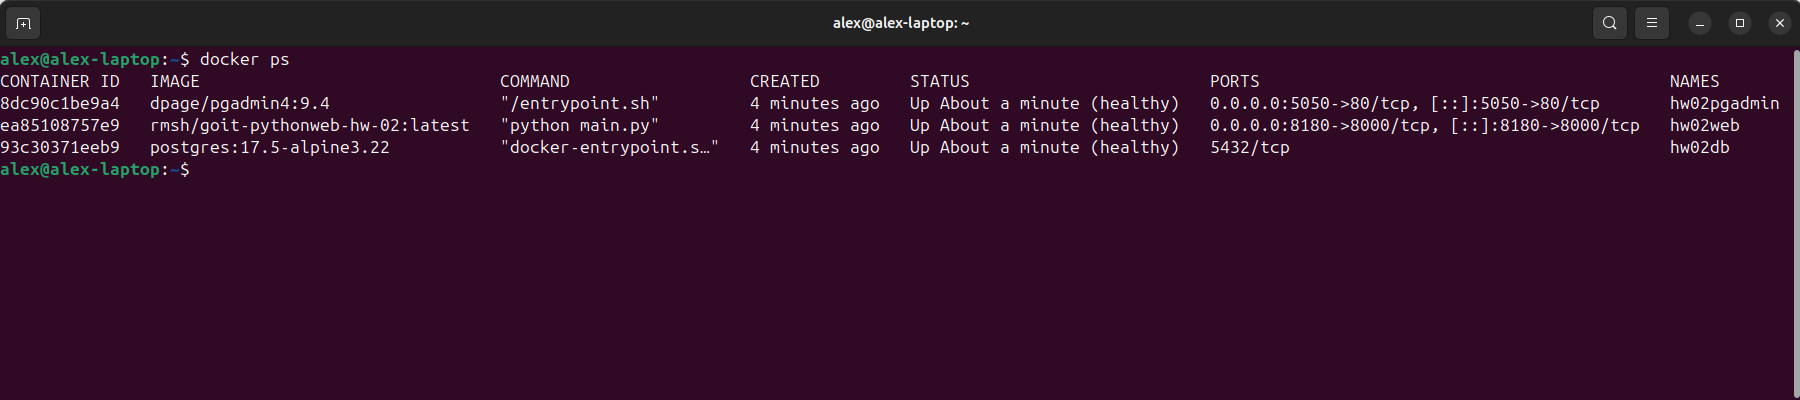 alex@alex-laptop: ~
alex@alex-laptop:~$ docker ps
CONTAINER ID   IMAGE                              COMMAND                  CREATED         STATUS                        PORTS                                         NAMES
8dc90c1be9a4   dpage/pgadmin4:9.4                 "/entrypoint.sh"         4 minutes ago   Up About a minute (healthy)   0.0.0.0:5050->80/tcp, [::]:5050->80/tcp       hw02pgadmin
ea85108757e9   rmsh/goit-pythonweb-hw-02:latest   "python main.py"         4 minutes ago   Up About a minute (healthy)   0.0.0.0:8180->8000/tcp, [::]:8180->8000/tcp   hw02web
93c30371eeb9   postgres:17.5-alpine3.22           "docker-entrypoint.s…"   4 minutes ago   Up About a minute (healthy)   5432/tcp                                      hw02db
alex@alex-laptop:~$